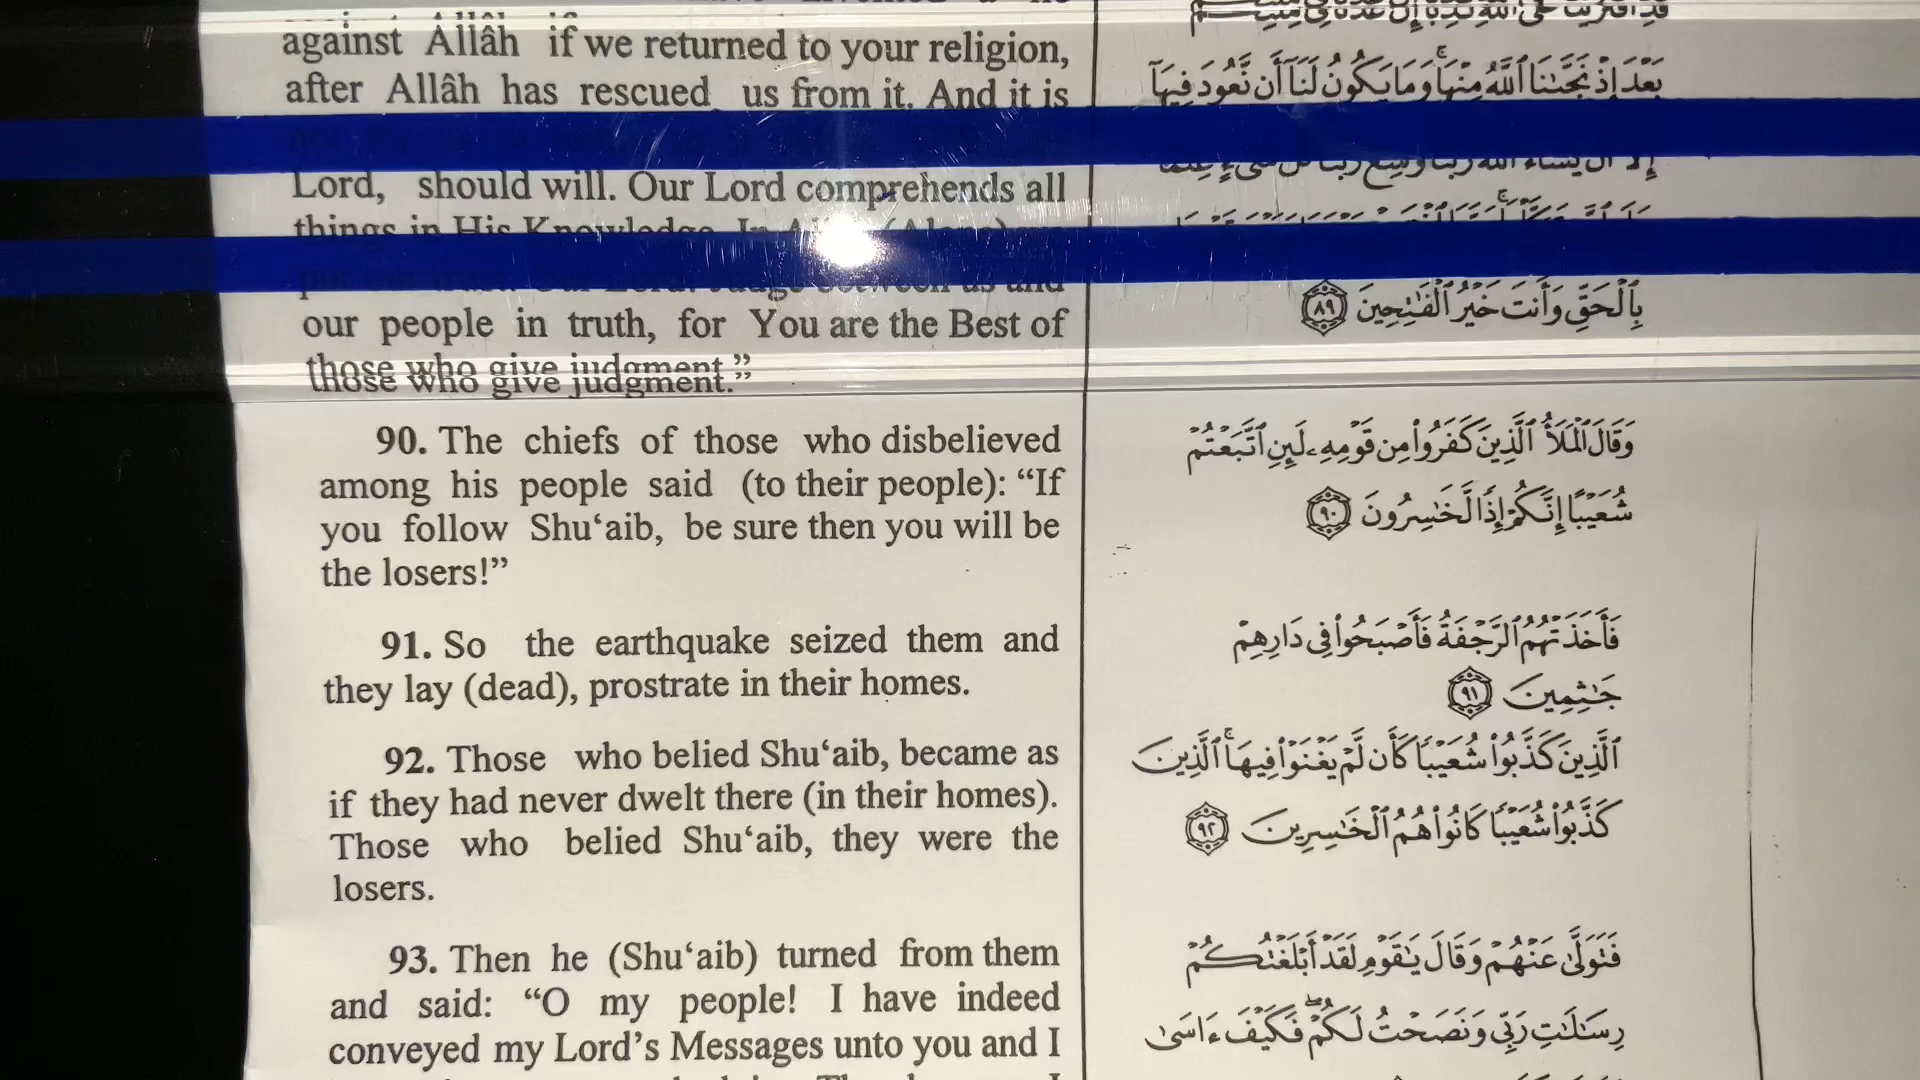 against Allâh if we returned to your religion,
after Allâh has rescued us from it. And it is
Lord, should will. Our Lord comprehends all
things in His Knowledge. In
our people in truth, for You are the Best of
those who give judgment.”
90. The chiefs of those who disbelieved
among his people said (to their people): “If
you follow Shu‘aib, be sure then you will be
the losers!”
91. So the earthquake seized them and
they lay (dead), prostrate in their homes.
92. Those who belied Shu‘aib, became as
if they had never dwelt there (in their homes).
Those who belied Shu‘aib, they were the
losers.
93. Then he (Shu‘aib) turned from them
and said: “O my people! I have indeed
conveyed my Lord’s Messages unto you and I
بَعْدَ إِذْ نَجَّىٰنَا ٱللَّهُ مِنْهَا ۚ وَمَا يَكُونُ لَنَآ أَن نَّعُودَ فِيهَآ
بِٱلْحَقِّ وَأَنتَ خَيْرُ ٱلْفَٰتِحِينَ ٨٩
وَقَالَ ٱلْمَلَأُ ٱلَّذِينَ كَفَرُوا۟ مِن قَوْمِهِۦ لَئِنِ ٱتَّبَعْتُمْ
شُعَيْبًا إِنَّكُمْ إِذًا لَّخَٰسِرُونَ ٩٠
فَأَخَذَتْهُمُ ٱلرَّجْفَةُ فَأَصْبَحُوا۟ فِى دَارِهِمْ
جَٰثِمِينَ ٩١
ٱلَّذِينَ كَذَّبُوا۟ شُعَيْبًا كَأَن لَّمْ يَغْنَوْا۟ فِيهَا ۚ ٱلَّذِينَ
كَذَّبُوا۟ شُعَيْبًا كَانُوا۟ هُمُ ٱلْخَٰسِرِينَ ٩٢
فَتَوَلَّىٰ عَنْهُمْ وَقَالَ يَٰقَوْمِ لَقَدْ أَبْلَغْتُكُمْ
رِسَٰلَٰتِ رَبِّى وَنَصَحْتُ لَكُمْ ۖ فَكَيْفَ ءَاسَىٰ